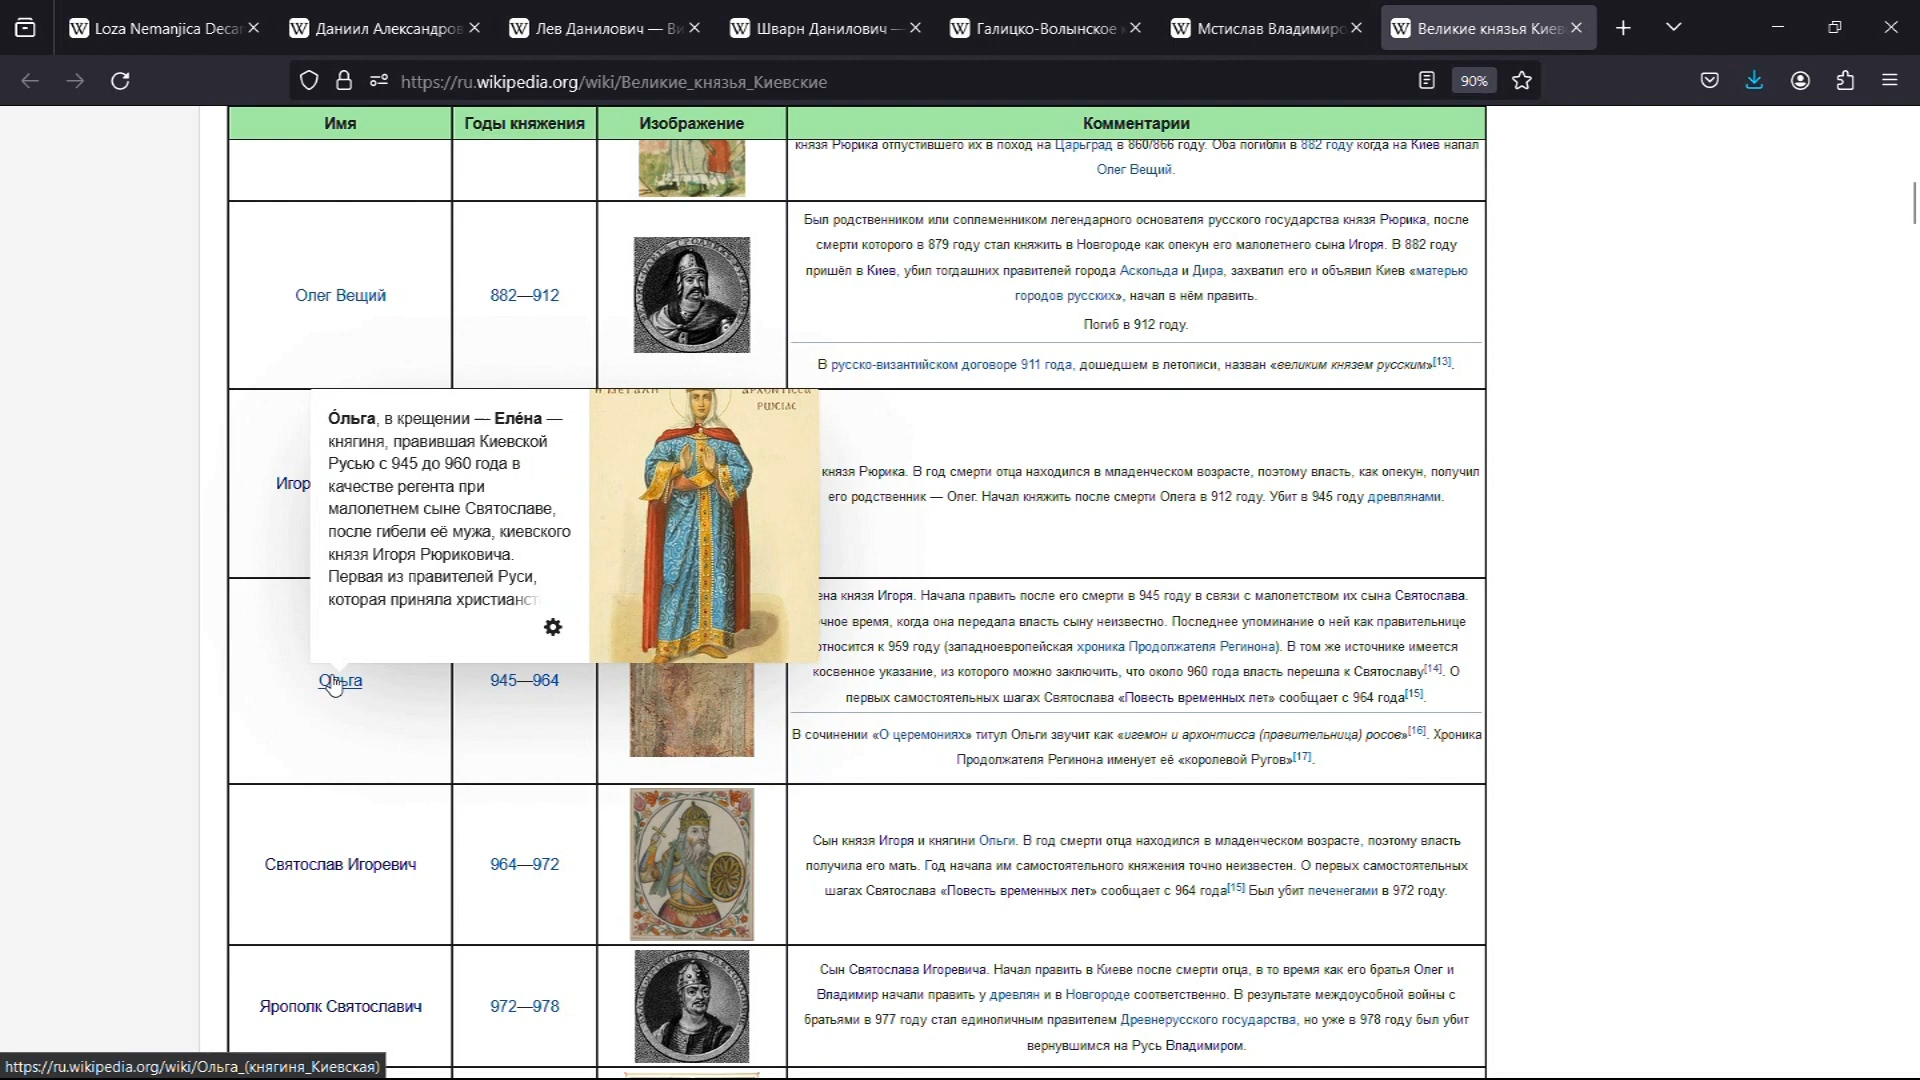 Loza Nemanjica Decan
Даниил Александров
Лев Данилович — Ви
Шварн Данилович —
Галицко-Волынское к
Мстислав Владимиро
Великие князья Киев
https://ru.wikipedia.org/wiki/Великие_князья_Киевские
90%
Имя
Годы княжения
Изображение
Комментарии
князя Рюрика отпустившего их в поход на Царьград в 860/866 году. Оба погибли в 882 году когда на Киев напал
Олег Вещий.
Олег Вещий
882—912
Был родственником или соплеменником легендарного основателя русского государства князя Рюрика, после
смерти которого в 879 году стал княжить в Новгороде как опекун его малолетнего сына Игоря. В 882 году
пришёл в Киев, убил тогдашних правителей города Аскольда и Дира, захватил его и объявил Киев «матерью
городов русских», начал в нём править.
Погиб в 912 году.
В русско-византийском договоре 911 года, дошедшем в летописи, назван «великим князем русским»[13].
Игор
князя Рюрика. В год смерти отца находился в младенческом возрасте, поэтому власть, как опекун, получил
его родственник — Олег. Начал княжить после смерти Олега в 912 году. Убит в 945 году древлянами.
О́льга, в крещении — Еле́на —
княгиня, правившая Киевской
Русью с 945 до 960 года в
качестве регента при
малолетнем сыне Святославе,
после гибели её мужа, киевского
князя Игоря Рюриковича.
Первая из правителей Руси,
которая приняла христианст
РѠСІАС
Ольга
945—964
ена князя Игоря. Начала править после его смерти в 945 году в связи с малолетством их сына Святослава.
чное время, когда она передала власть сыну неизвестно. Последнее упоминание о ней как правительнице
относится к 959 году (западноевропейская хроника Продолжателя Регинона). В том же источнике имеется
косвенное указание, из которого можно заключить, что около 960 года власть перешла к Святославу[14]. О
первых самостоятельных шагах Святослава «Повесть временных лет» сообщает с 964 года[15].
В сочинении «О церемониях» титул Ольги звучит как «игемон и архонтисса (правительница) росов»[16]. Хроника
Продолжателя Регинона именует её «королевой Ругов»[17].
Святослав Игоревич
964—972
Сын князя Игоря и княгини Ольги. В год смерти отца находился в младенческом возрасте, поэтому власть
получила его мать. Год начала им самостоятельного княжения точно неизвестен. О первых самостоятельных
шагах Святослава «Повесть временных лет» сообщает с 964 года[15] Был убит печенегами в 972 году.
Ярополк Святославич
972—978
Сын Святослава Игоревича. Начал править в Киеве после смерти отца, в то время как его братья Олег и
Владимир начали править у древлян и в Новгороде соответственно. В результате междоусобной войны с
братьями в 977 году стал единоличным правителем Древнерусского государства, но уже в 978 году был убит
вернувшимся на Русь Владимиром.
https://ru.wikipedia.org/wiki/Ольга_(княгиня_Киевская)